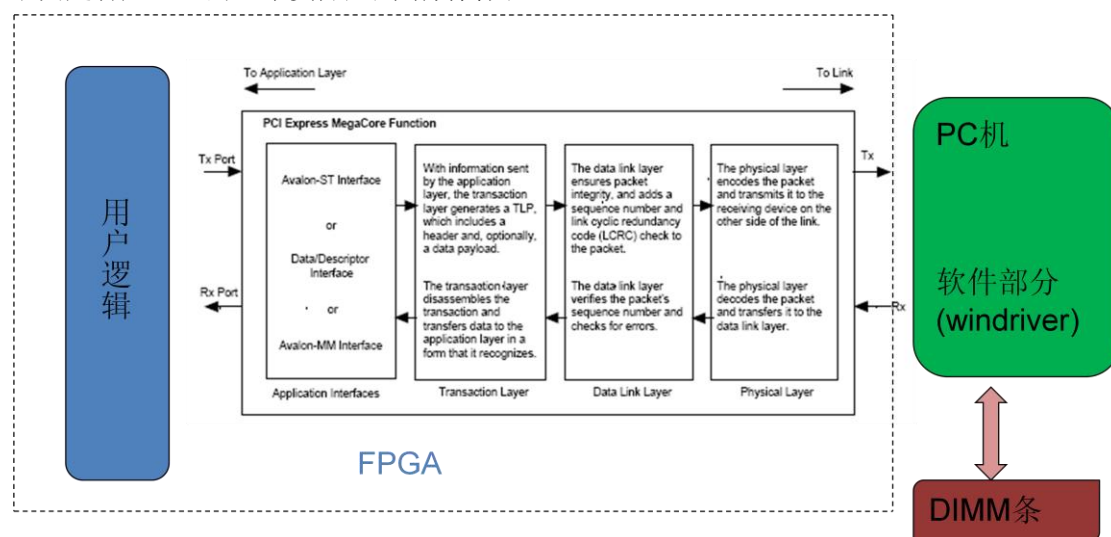 To Application Layer
To Link
PCI Express MegaCore Function
Tx Port
Tx
Rx Port
Rx
用户逻辑
Avalon-ST Interface
or
Data/Descriptor
Interface
or
Avalon-MM Interface
Application Interfaces
With information sent
by the application
layer, the transaction
layer generates a TLP,
which includes a
header and, optionally,
a data payload.
The transaction layer
disassembles the
transaction and
transfers data to the
application layer in a
form that it recognizes.
Transaction Layer
The data link layer
ensures packet
integrity, and adds a
sequence number and
link cyclic redundancy
code (LCRC) check to
the packet.
The data link layer
verifies the packet's
sequence number and
checks for errors.
Data Link Layer
The physical layer
encodes the packet
and transmits it to the
receiving device on the
other side of the link.
The physical layer
decodes the packet
and transfers it to the
data link layer.
Physical Layer
FPGA
PC机
软件部分
(windriver)
DIMM条